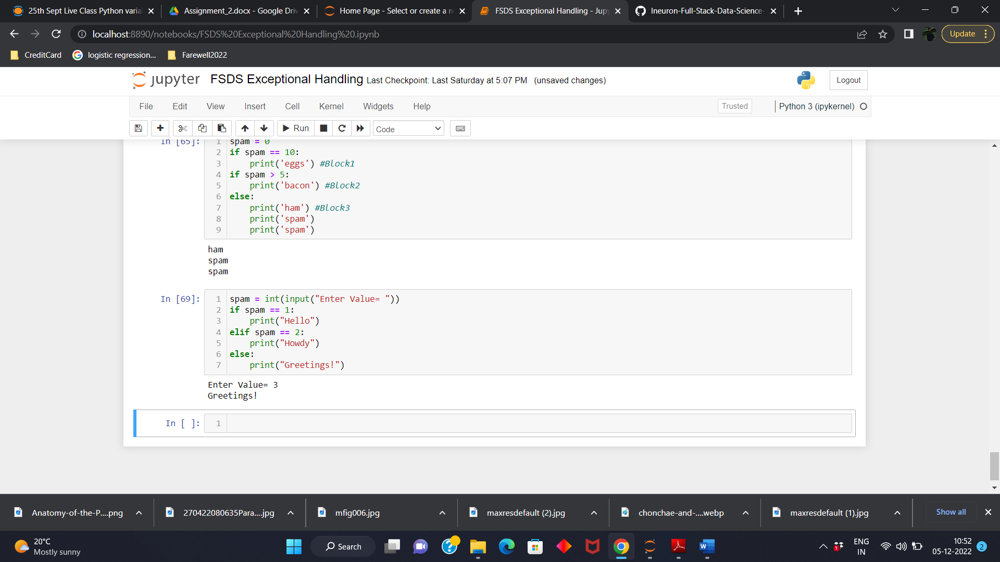 25th Sept Live Class Python varia
Assignment_2.docx - Google Driv
Home Page - Select or create a n
FSDS Exceptional Handling - Jupy
Ineuron-Full-Stack-Data-Science-
localhost:8890/notebooks/FSDS%20Exceptional%20Handling%20.ipynb
Update
CreditCard
logistic regression...
Farewell2022
jupyter FSDS Exceptional Handling Last Checkpoint: Last Saturday at 5:07 PM (unsaved changes)
Logout
File Edit View Insert Cell Kernel Widgets Help
Trusted
Python 3 (ipykernel)
Run
Code
In [65]:
1 spam = 0
2 if spam == 10:
3     print('eggs') #Block1
4 if spam > 5:
5     print('bacon') #Block2
6 else:
7     print('ham') #Block3
8     print('spam')
9     print('spam')
ham
spam
spam
In [69]:
1 spam = int(input("Enter Value= "))
2 if spam == 1:
3     print("Hello")
4 elif spam == 2:
5     print("Howdy")
6 else:
7     print("Greetings!")
Enter Value= 3
Greetings!
In [ ]:
1
Anatomy-of-the-P....png
270422080635Para....jpg
mfig006.jpg
maxresdefault (2).jpg
chonchae-and-....webp
maxresdefault (1).jpg
Show all
20°C
Mostly sunny
Search
W
1
ENG
IN
10:52
05-12-2022
2